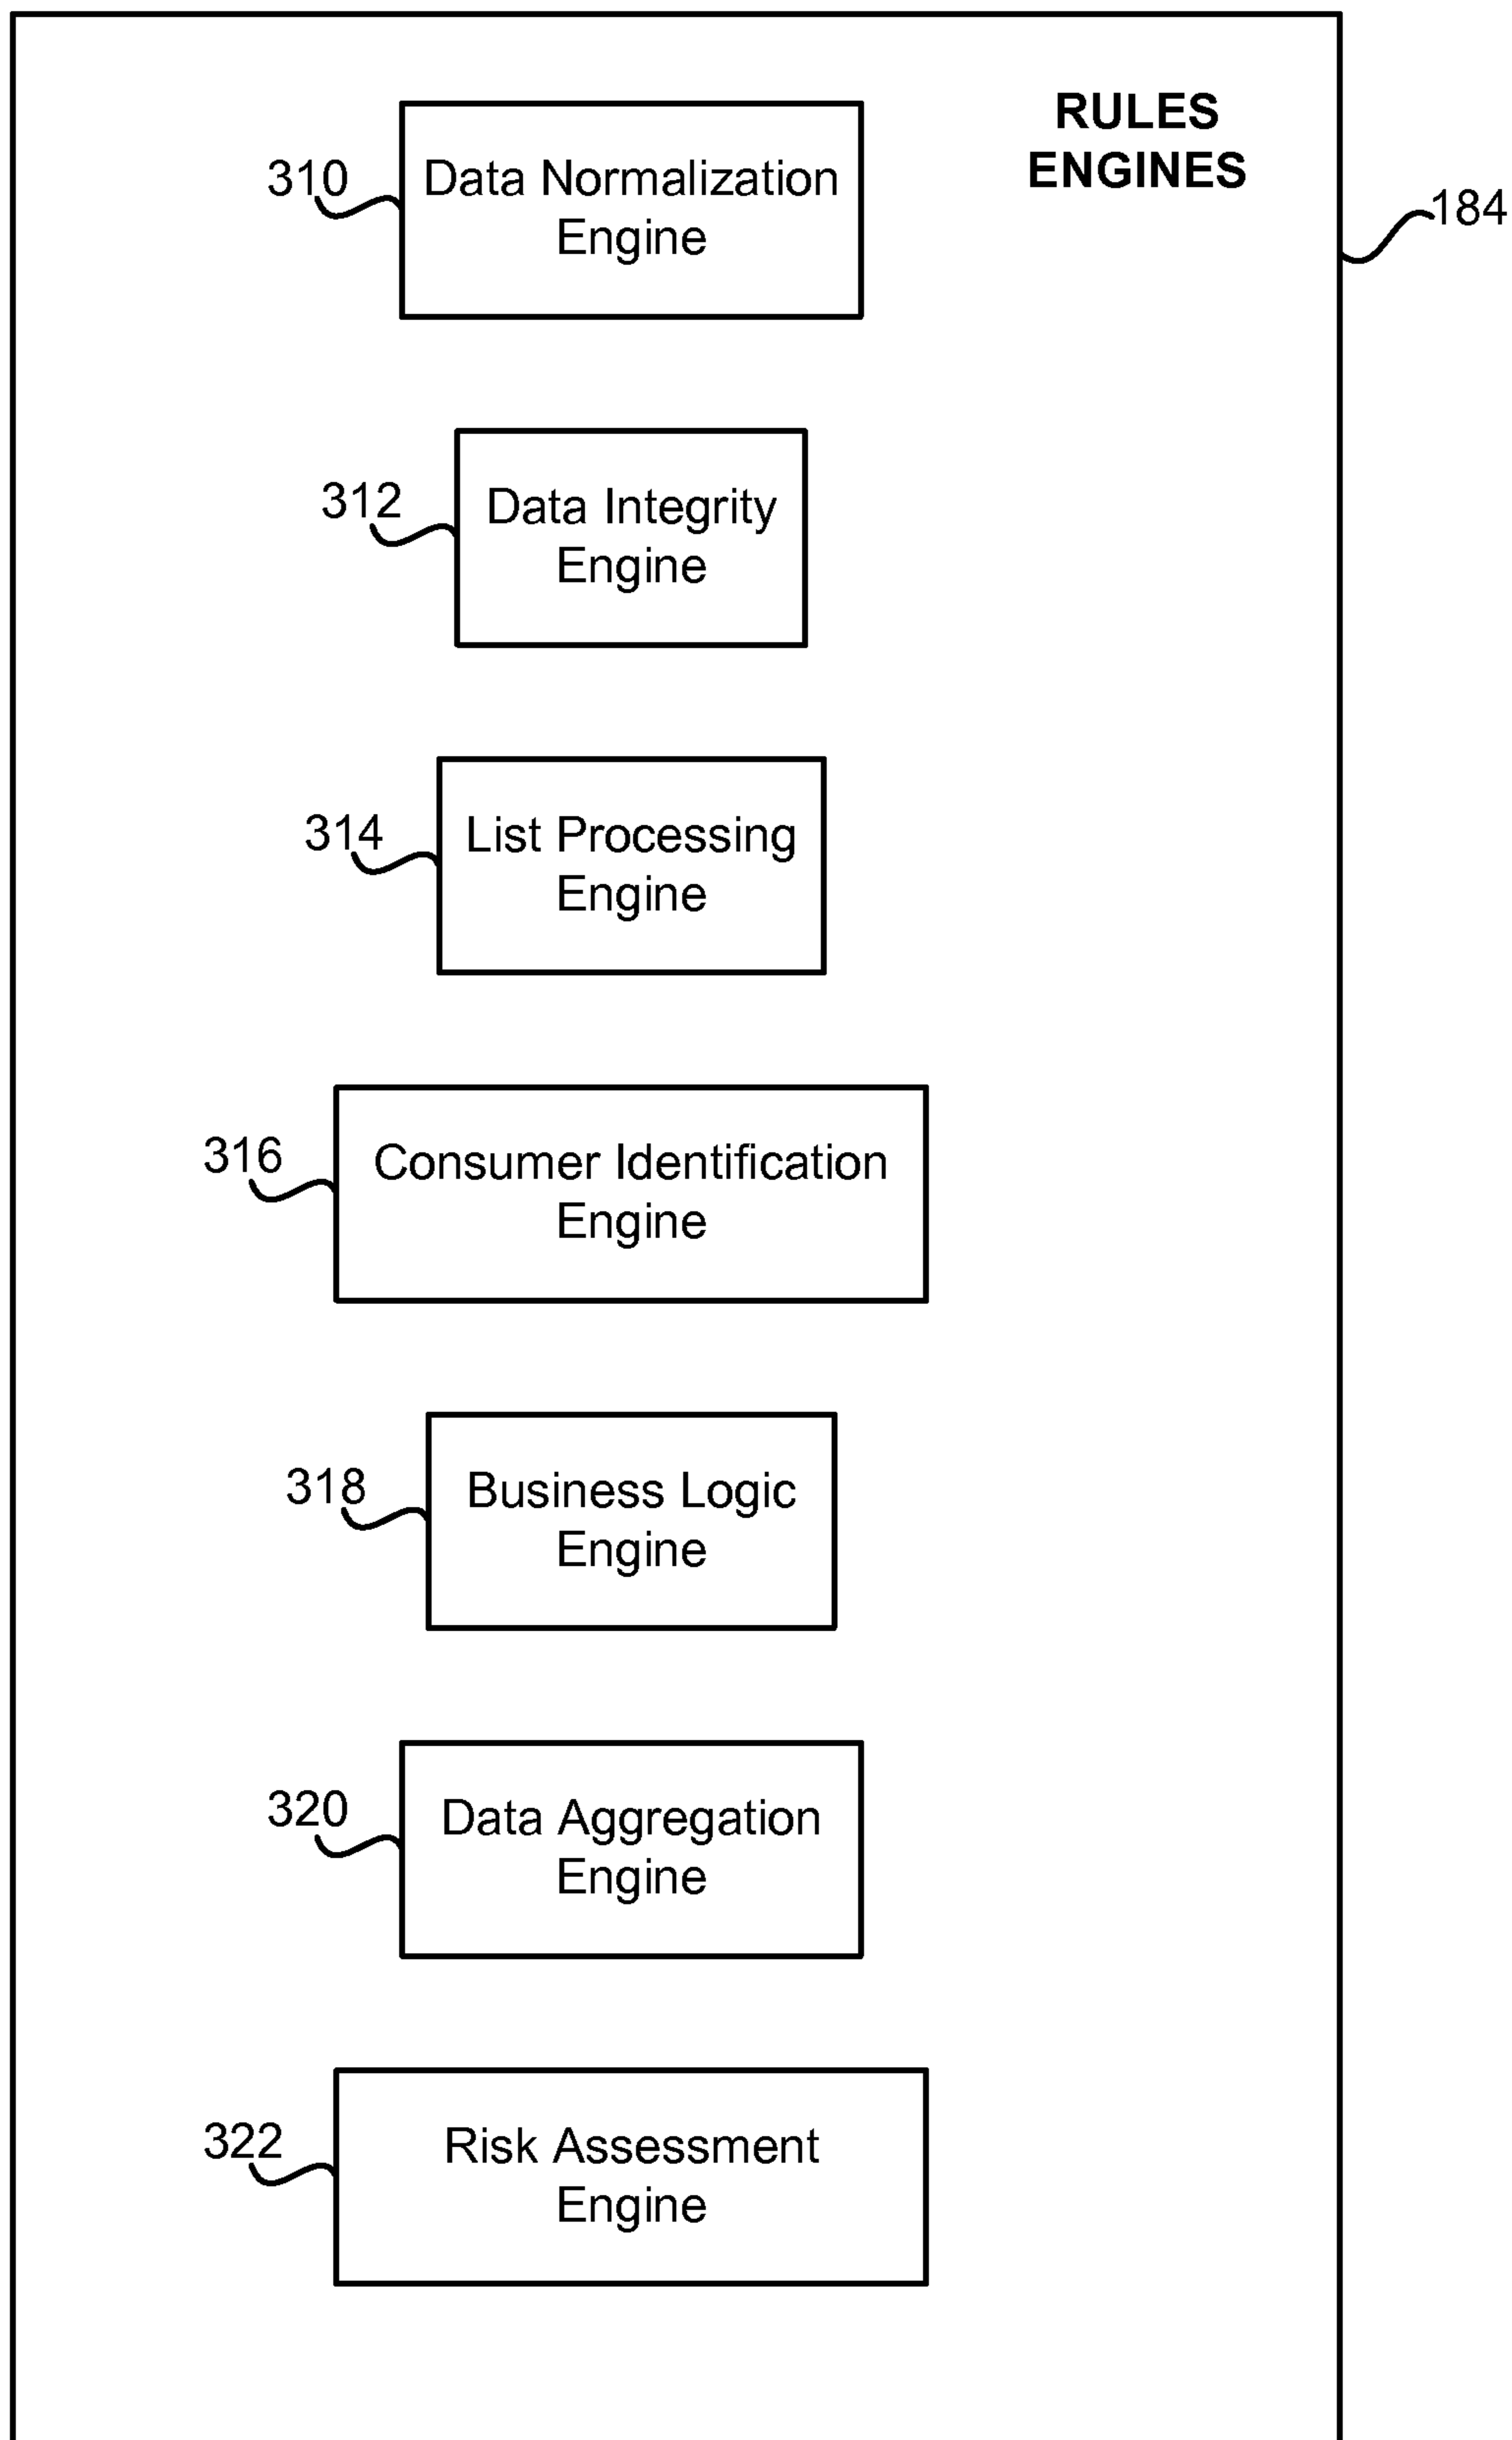 RULES
ENGINES
184
310
Data Normalization
Engine
312
Data Integrity
Engine
314
List Processing
Engine
316
Consumer Identification
Engine
318
Business Logic
Engine
320
Data Aggregation
Engine
322
Risk Assessment
Engine